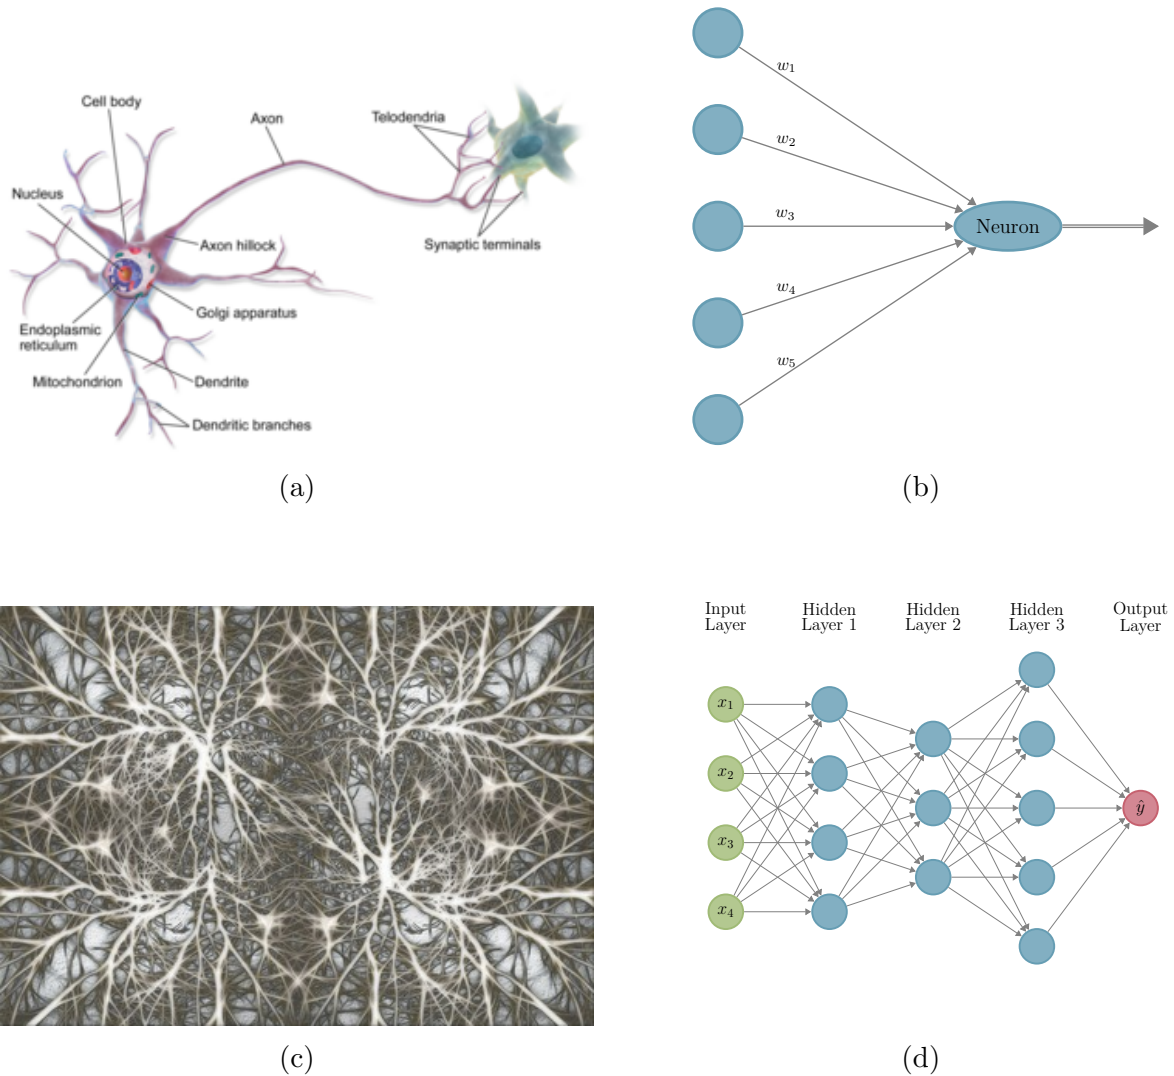 Cell body
Axon
Telodendria
Nucleus
Axon hillock
Synaptic terminals
Golgi apparatus
Endoplasmic
reticulum
Mitochondrion
Dendrite
Dendritic branches
(a)
w1
w2
w3
Neuron
w4
w5
(b)
(c)
Input
Layer
Hidden
Layer 1
Hidden
Layer 2
Hidden
Layer 3
Output
Layer
x1
x2
x3
x4
ŷ
(d)